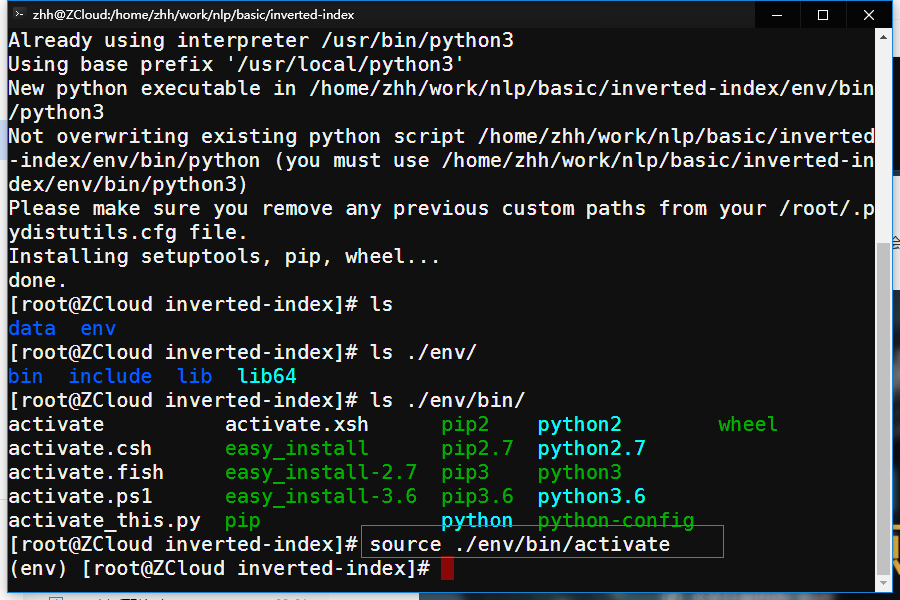 zhh@ZCloud:/home/zhh/work/nlp/basic/inverted-index
Already using interpreter /usr/bin/python3
Using base prefix '/usr/local/python3'
New python executable in /home/zhh/work/nlp/basic/inverted-index/env/bin
/python3
Not overwriting existing python script /home/zhh/work/nlp/basic/inverted
-index/env/bin/python (you must use /home/zhh/work/nlp/basic/inverted-in
dex/env/bin/python3)
Please make sure you remove any previous custom paths from your /root/.p
ydistutils.cfg file.
Installing setuptools, pip, wheel...
done.
[root@ZCloud inverted-index]# ls
data  env
[root@ZCloud inverted-index]# ls ./env/
bin  include  lib  lib64
[root@ZCloud inverted-index]# ls ./env/bin/
activate          activate.xsh      pip2    python2        wheel
activate.csh      easy_install      pip2.7  python2.7
activate.fish     easy_install-2.7  pip3    python3
activate.ps1      easy_install-3.6  pip3.6  python3.6
activate_this.py  pip               python  python-config
[root@ZCloud inverted-index]# source ./env/bin/activate
(env) [root@ZCloud inverted-index]#